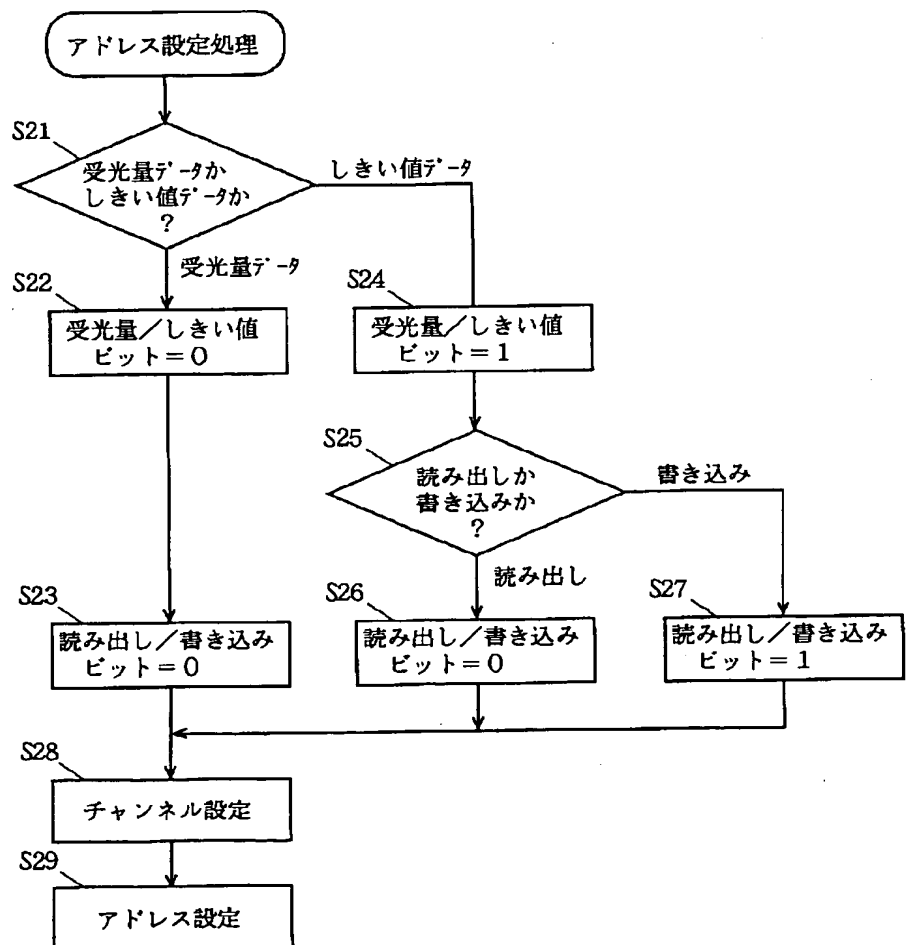 アドレス設定処理
S21
受光量データか
しきい値データか
?
しきい値データ
受光量データ
S22
受光量／しきい値
ビット＝0
S24
受光量／しきい値
ビット＝1
S25
読み出しか
書き込みか
?
書き込み
読み出し
S23
読み出し／書き込み
ビット＝0
S26
読み出し／書き込み
ビット＝0
S27
読み出し／書き込み
ビット＝1
S28
チャンネル設定
S29
アドレス設定